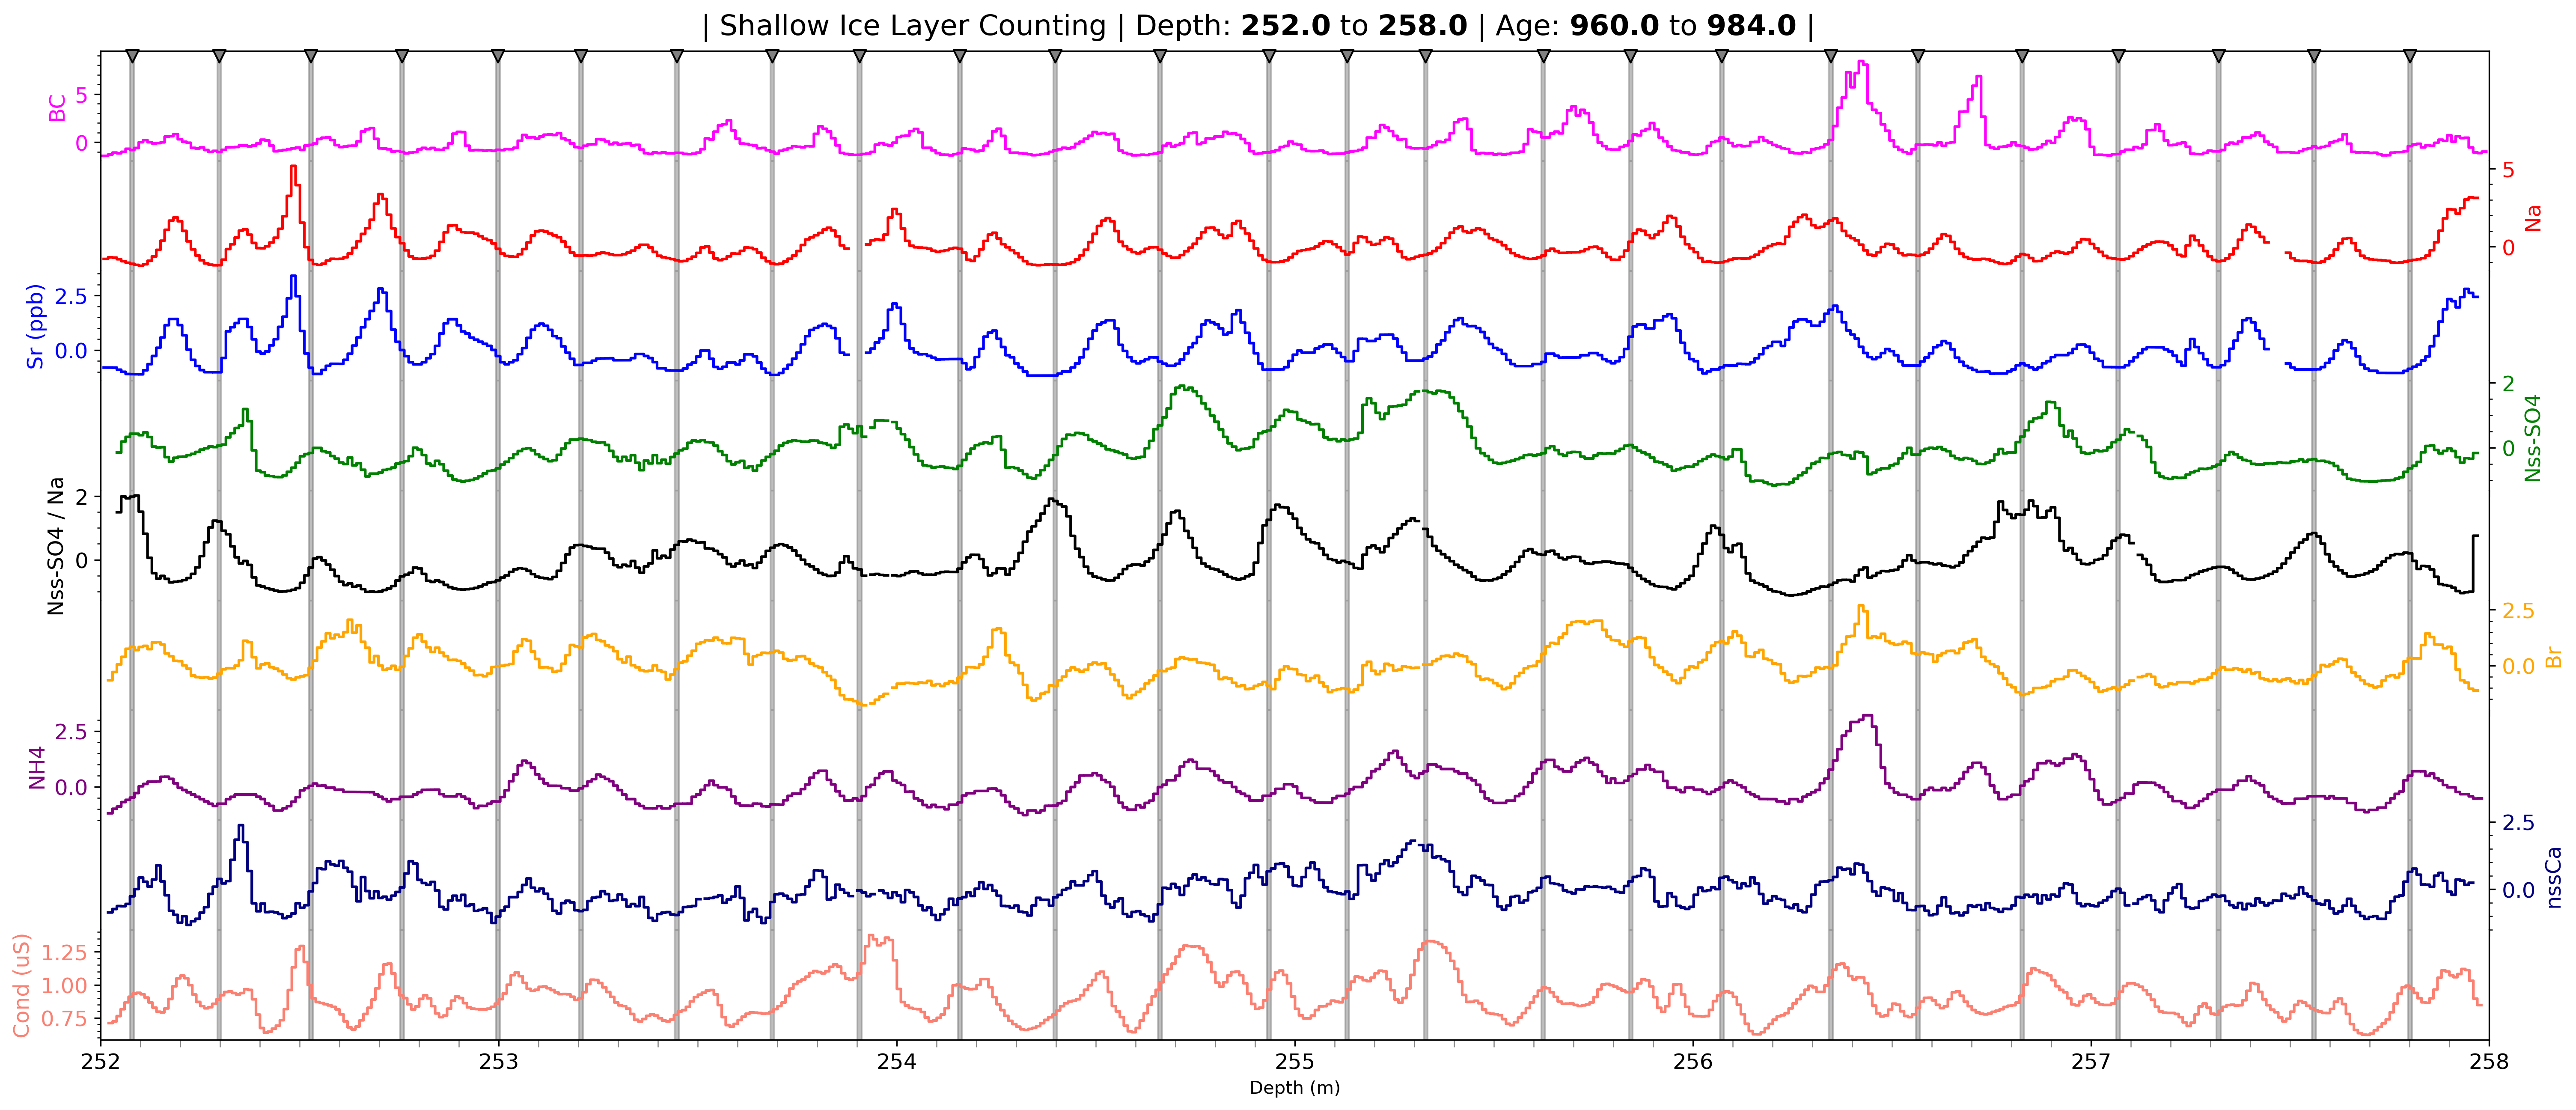 | Shallow Ice Layer Counting | Depth: 252.0 to 258.0 | Age: 960.0 to 984.0 |
BC
5
0
5
0
Na
Sr (ppb)
2.5
0.0
2
0
Nss-SO4
Nss-SO4 / Na
2
0
2.5
0.0
Br
NH4
2.5
0.0
2.5
0.0
nssCa
Cond (uS)
1.25
1.00
0.75
252 253 254 255 256 257 258
Depth (m)